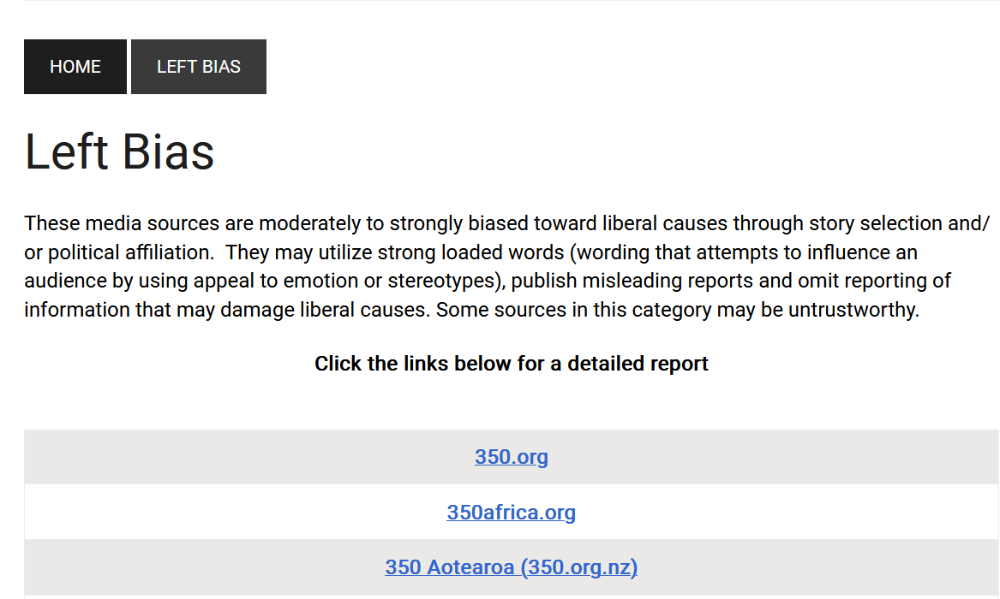 HOME
LEFT BIAS
Left Bias
These media sources are moderately to strongly biased toward liberal causes through story selection and/
or political affiliation.  They may utilize strong loaded words (wording that attempts to influence an
audience by using appeal to emotion or stereotypes), publish misleading reports and omit reporting of
information that may damage liberal causes. Some sources in this category may be untrustworthy.
Click the links below for a detailed report
350.org
350africa.org
350 Aotearoa (350.org.nz)